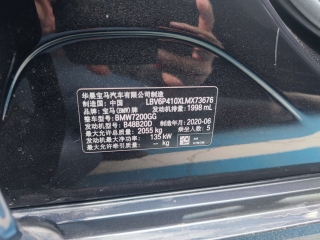 华晨宝马汽车有限公司制造
制造国：中国 LBV6P410XLMX73676
品牌：宝马(BMW)牌 发动机排量：1998 mL
整车型号：BMW7200GG
发动机型号：B48B20D 制造年月：2020-06
最大允许总质量：2055 kg 乘坐人数：5
发动机最大净功率：135 kW
最大允许牵引质量：-- kg